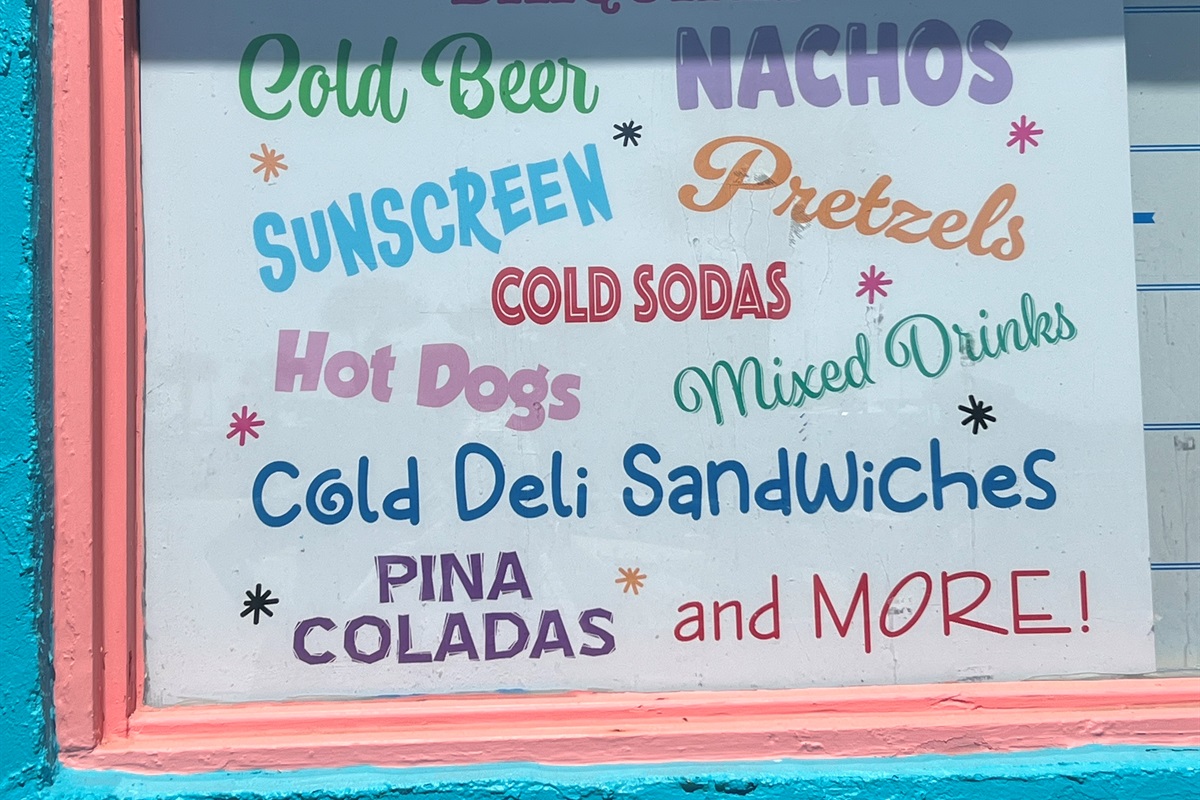 Cold Beer
NACHOS
SUNSCREEN
Pretzels
COLD SODAS
Hot Dogs
Mixed Drinks
Cold Deli Sandwiches
PINA
COLADAS
and MORE!